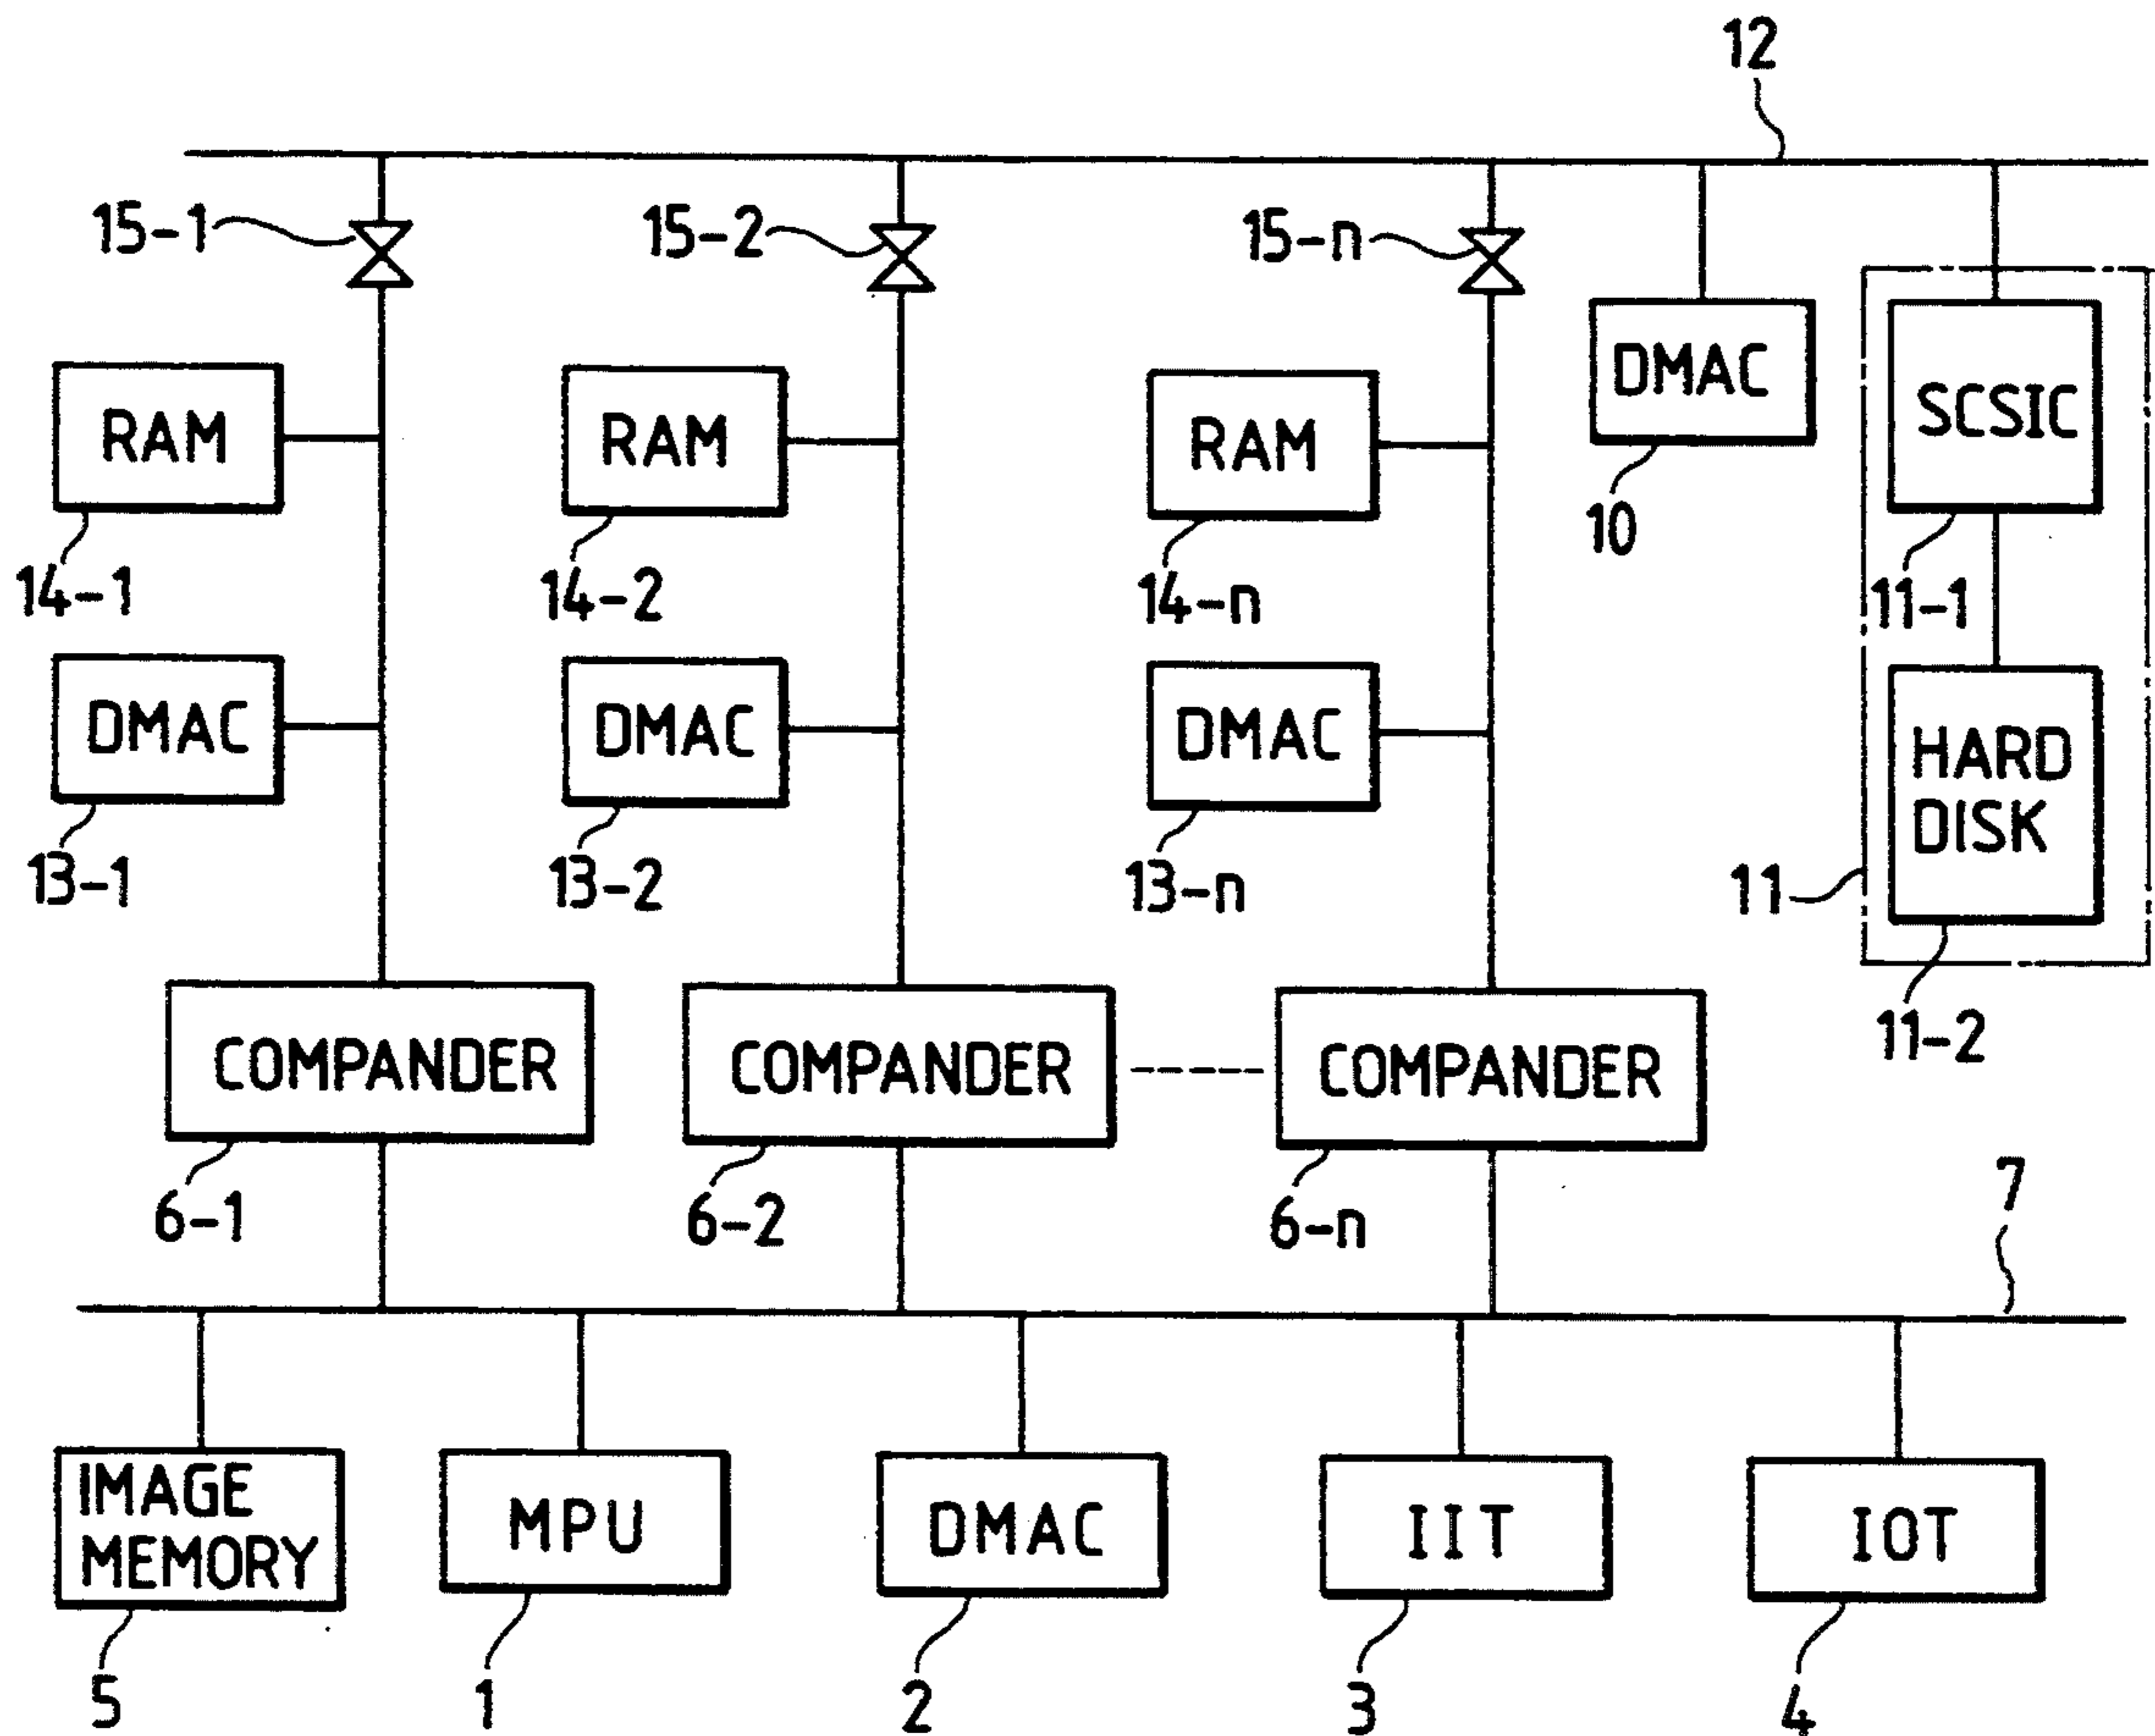 12
15-1
15-2
15-n
RAM
RAM
RAM
DMAC
SCSIC
14-1
14-2
14-n
10
11-1
DMAC
DMAC
DMAC
HARD
DISK
13-1
13-2
13-n
11
11-2
COMPANDER
COMPANDER
COMPANDER
6-1
6-2
6-n
7
IMAGE
MEMORY
MPU
DMAC
IIT
IOT
5
1
2
3
4